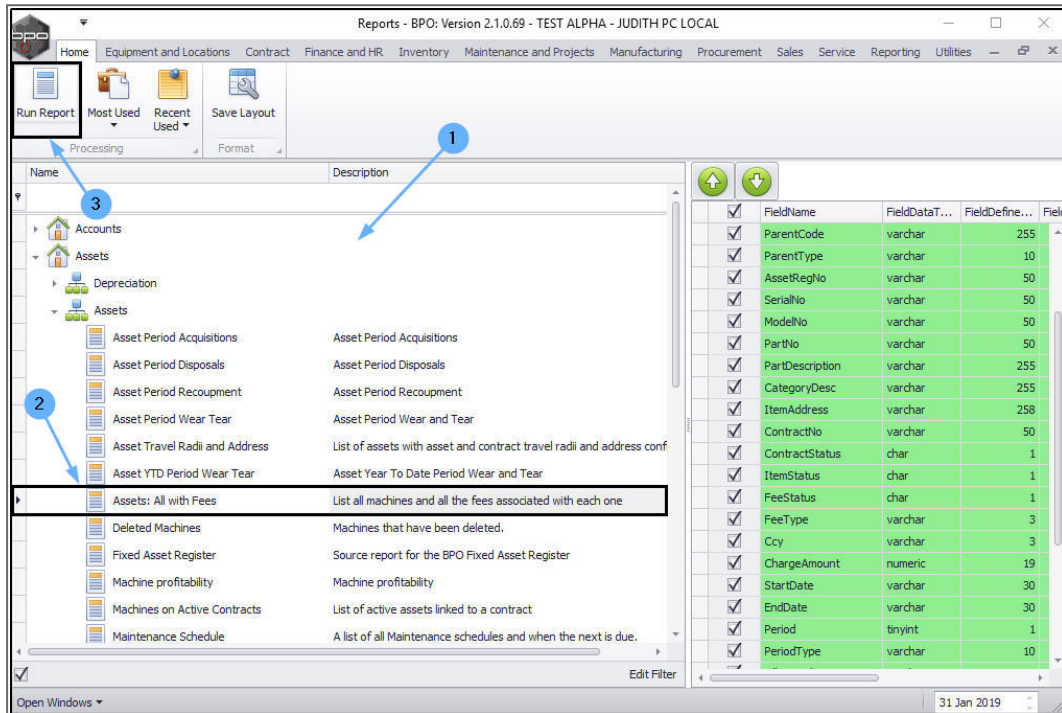 Reports - BPO: Version 2.1.0.69 - TEST ALPHA - JUDITH PC LOCAL
bpo
Home Equipment and Locations Contract Finance and HR Inventory Maintenance and Projects Manufacturing Procurement Sales Service Reporting Utilities
Run Report Most Used Recent Used Save Layout
Processing Format
1
3
2
Name Description
Accounts
Assets
Depreciation
Assets
Asset Period Acquisitions Asset Period Acquisitions
Asset Period Disposals Asset Period Disposals
Asset Period Recoupment Asset Period Recoupment
Asset Period Wear Tear Asset Period Wear and Tear
Asset Travel Radii and Address List of assets with asset and contract travel radii and address conf
Asset YTD Period Wear Tear Asset Year To Date Period Wear and Tear
Assets: All with Fees List all machines and all the fees associated with each one
Deleted Machines Machines that have been deleted.
Fixed Asset Register Source report for the BPO Fixed Asset Register
Machine profitability Machine profitability
Machines on Active Contracts List of active assets linked to a contract
Maintenance Schedule A list of all Maintenance schedules and when the next is due.
Edit Filter
FieldName FieldDataT... FieldDefine... Fiel
ParentCode varchar 255
ParentType varchar 10
AssetRegNo varchar 50
SerialNo varchar 50
ModelNo varchar 50
PartNo varchar 50
PartDescription varchar 255
CategoryDesc varchar 255
ItemAddress varchar 258
ContractNo varchar 50
ContractStatus char 1
ItemStatus char 1
FeeStatus char 1
FeeType varchar 3
Ccy varchar 3
ChargeAmount numeric 19
StartDate varchar 30
EndDate varchar 30
Period tinyint 1
PeriodType varchar 10
Open Windows 31 Jan 2019